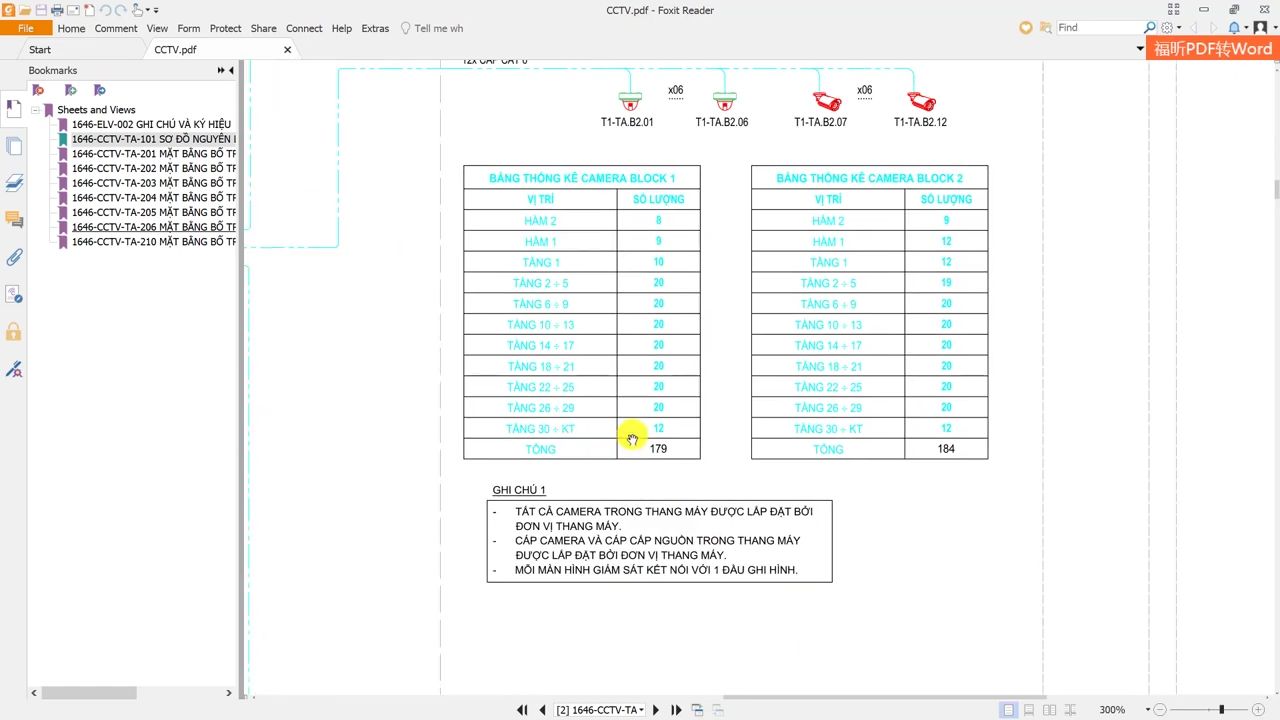 CCTV.pdf - Foxit Reader
File Home Comment View Form Protect Share Connect Help Extras Tell me wh
Find
Start CCTV.pdf
福昕PDF转Word
Bookmarks
Sheets and Views
1646-ELV-002 GHI CHÚ VÀ KÝ HIỆU
1646-CCTV-TA-101 SƠ ĐỒ NGUYÊN
1646-CCTV-TA-201 MẶT BẰNG BỐ TR
1646-CCTV-TA-202 MẶT BẰNG BỐ TR
1646-CCTV-TA-203 MẶT BẰNG BỐ TR
1646-CCTV-TA-204 MẶT BẰNG BỐ TR
1646-CCTV-TA-205 MẶT BẰNG BỐ TR
1646-CCTV-TA-206 MẶT BẰNG BỐ TR
1646-CCTV-TA-210 MẶT BẰNG BỐ TR
12x CÁP CAT 6
x06 x06
T1-TA.B2.01 T1-TA.B2.06 T1-TA.B2.07 T1-TA.B2.12
BẢNG THỐNG KÊ CAMERA BLOCK 1
VỊ TRÍ SỐ LƯỢNG
HẦM 2 8
HẦM 1 9
TẦNG 1 10
TẦNG 2 ÷ 5 20
TẦNG 6 ÷ 9 20
TẦNG 10 ÷ 13 20
TẦNG 14 ÷ 17 20
TẦNG 18 ÷ 21 20
TẦNG 22 ÷ 25 20
TẦNG 26 ÷ 29 20
TẦNG 30 ÷ KT 12
TỔNG 179
BẢNG THỐNG KÊ CAMERA BLOCK 2
VỊ TRÍ SỐ LƯỢNG
HẦM 2 9
HẦM 1 12
TẦNG 1 12
TẦNG 2 ÷ 5 19
TẦNG 6 ÷ 9 20
TẦNG 10 ÷ 13 20
TẦNG 14 ÷ 17 20
TẦNG 18 ÷ 21 20
TẦNG 22 ÷ 25 20
TẦNG 26 ÷ 29 20
TẦNG 30 ÷ KT 12
TỔNG 184
GHI CHÚ 1
- TẤT CẢ CAMERA TRONG THANG MÁY ĐƯỢC LẮP ĐẶT BỞI
ĐƠN VỊ THANG MÁY.
- CÁP CAMERA VÀ CÁP CẤP NGUỒN TRONG THANG MÁY
ĐƯỢC LẮP ĐẶT BỞI ĐƠN VỊ THANG MÁY.
- MỖI MÀN HÌNH GIÁM SÁT KẾT NỐI VỚI 1 ĐẦU GHI HÌNH.
[2] 1646-CCTV-TA
300%